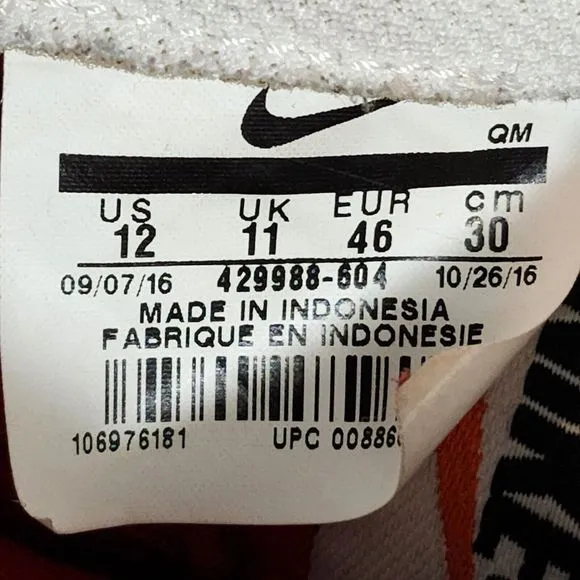 QM
US UK EUR cm
12 11 46 30
09/07/16 429988-604 10/26/16
MADE IN INDONESIA
FABRIQUE EN INDONESIE
106976181 UPC 00886